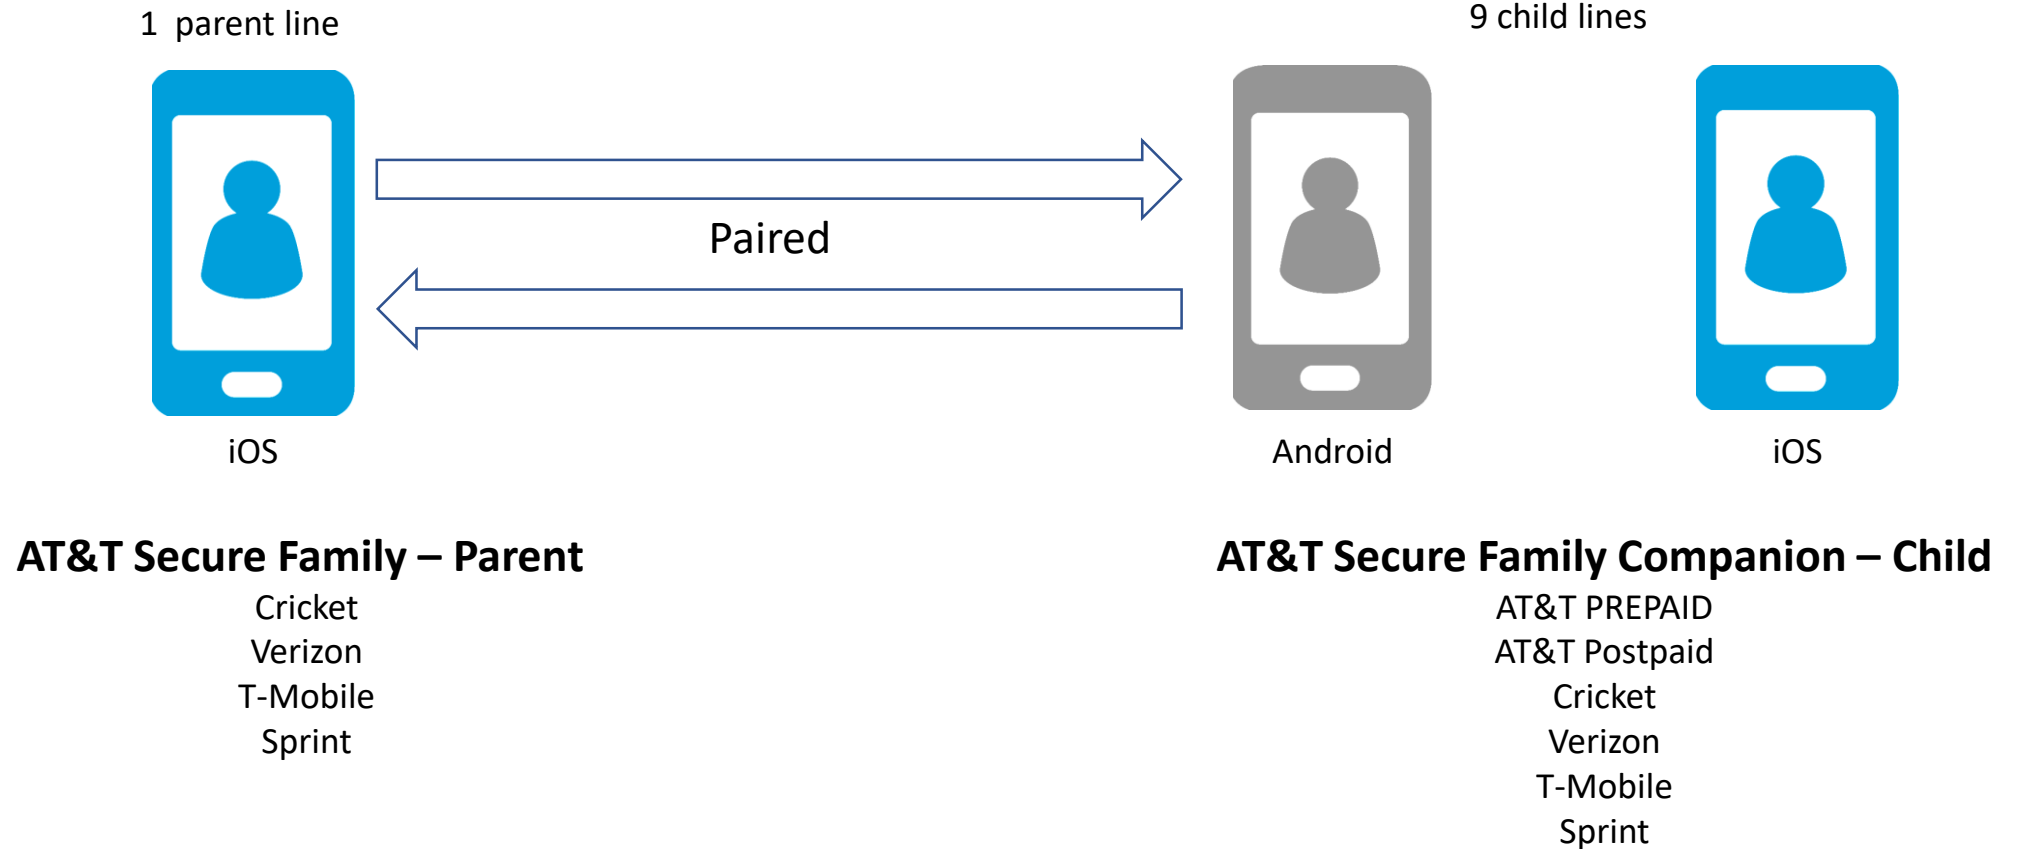 1 parent line
9 child lines
Paired
iOS
Android
iOS
AT&T Secure Family – Parent
Cricket
Verizon
T-Mobile
Sprint
AT&T Secure Family Companion – Child
AT&T PREPAID
AT&T Postpaid
Cricket
Verizon
T-Mobile
Sprint